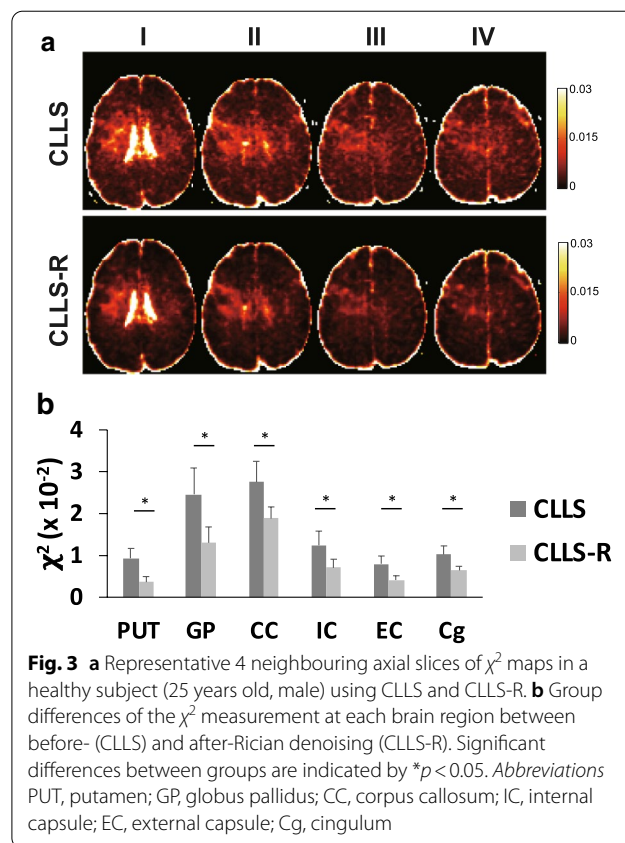 a
I II III IV
CLLS
0.03
0.015
0
CLLS-R
0.03
0.015
0
b
χ² (x 10⁻²)
4
3
2
1
0
* * * * * *
PUT GP CC IC EC Cg
CLLS
CLLS-R
Fig. 3 a Representative 4 neighbouring axial slices of χ² maps in a
healthy subject (25 years old, male) using CLLS and CLLS-R. b Group
differences of the χ² measurement at each brain region between
before- (CLLS) and after-Rician denoising (CLLS-R). Significant
differences between groups are indicated by *p < 0.05. Abbreviations
PUT, putamen; GP, globus pallidus; CC, corpus callosum; IC, internal
capsule; EC, external capsule; Cg, cingulum